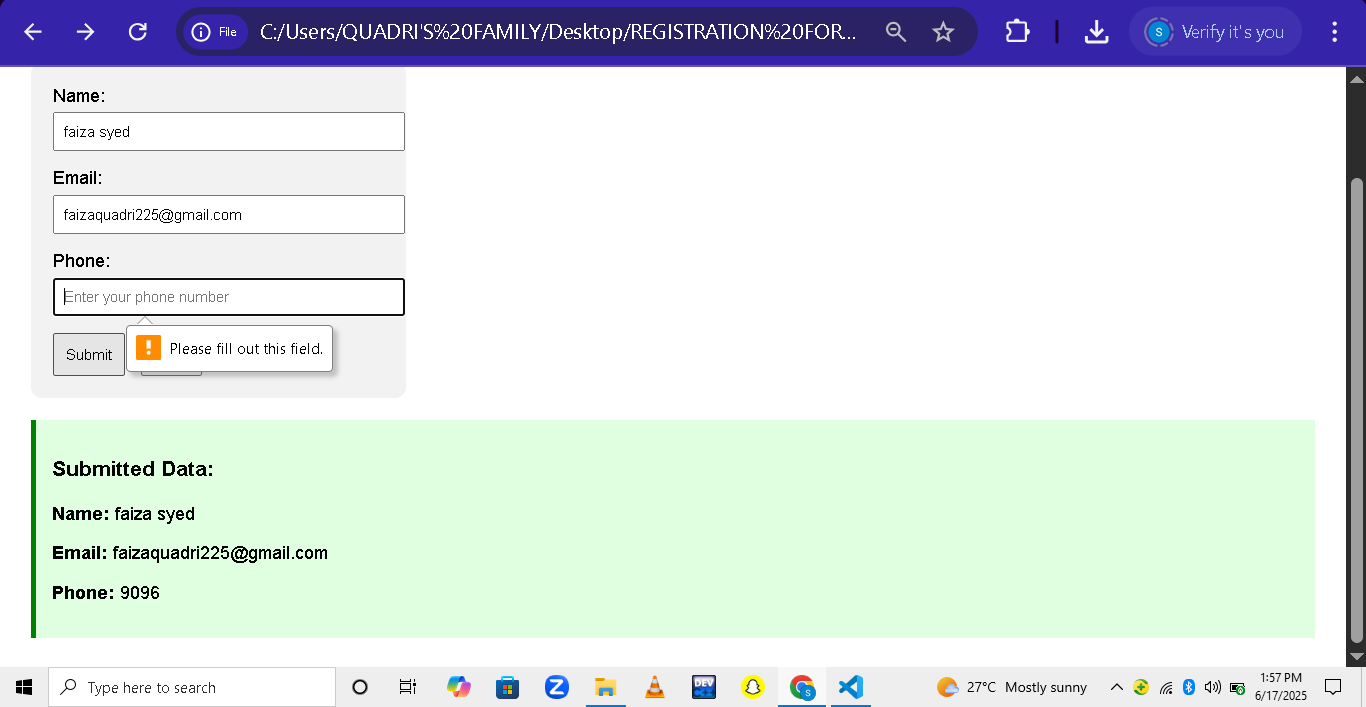 File
C:/Users/QUADRI'S%20FAMILY/Desktop/REGISTRATION%20FOR...
S
Verify it's you
Name:
faiza syed
Email:
faizaquadri225@gmail.com
Phone:
Enter your phone number
Submit
! Please fill out this field.
Submitted Data:
Name: faiza syed
Email: faizaquadri225@gmail.com
Phone: 9096
Type here to search
Z
DEV
S
27°C Mostly sunny
1:57 PM
6/17/2025